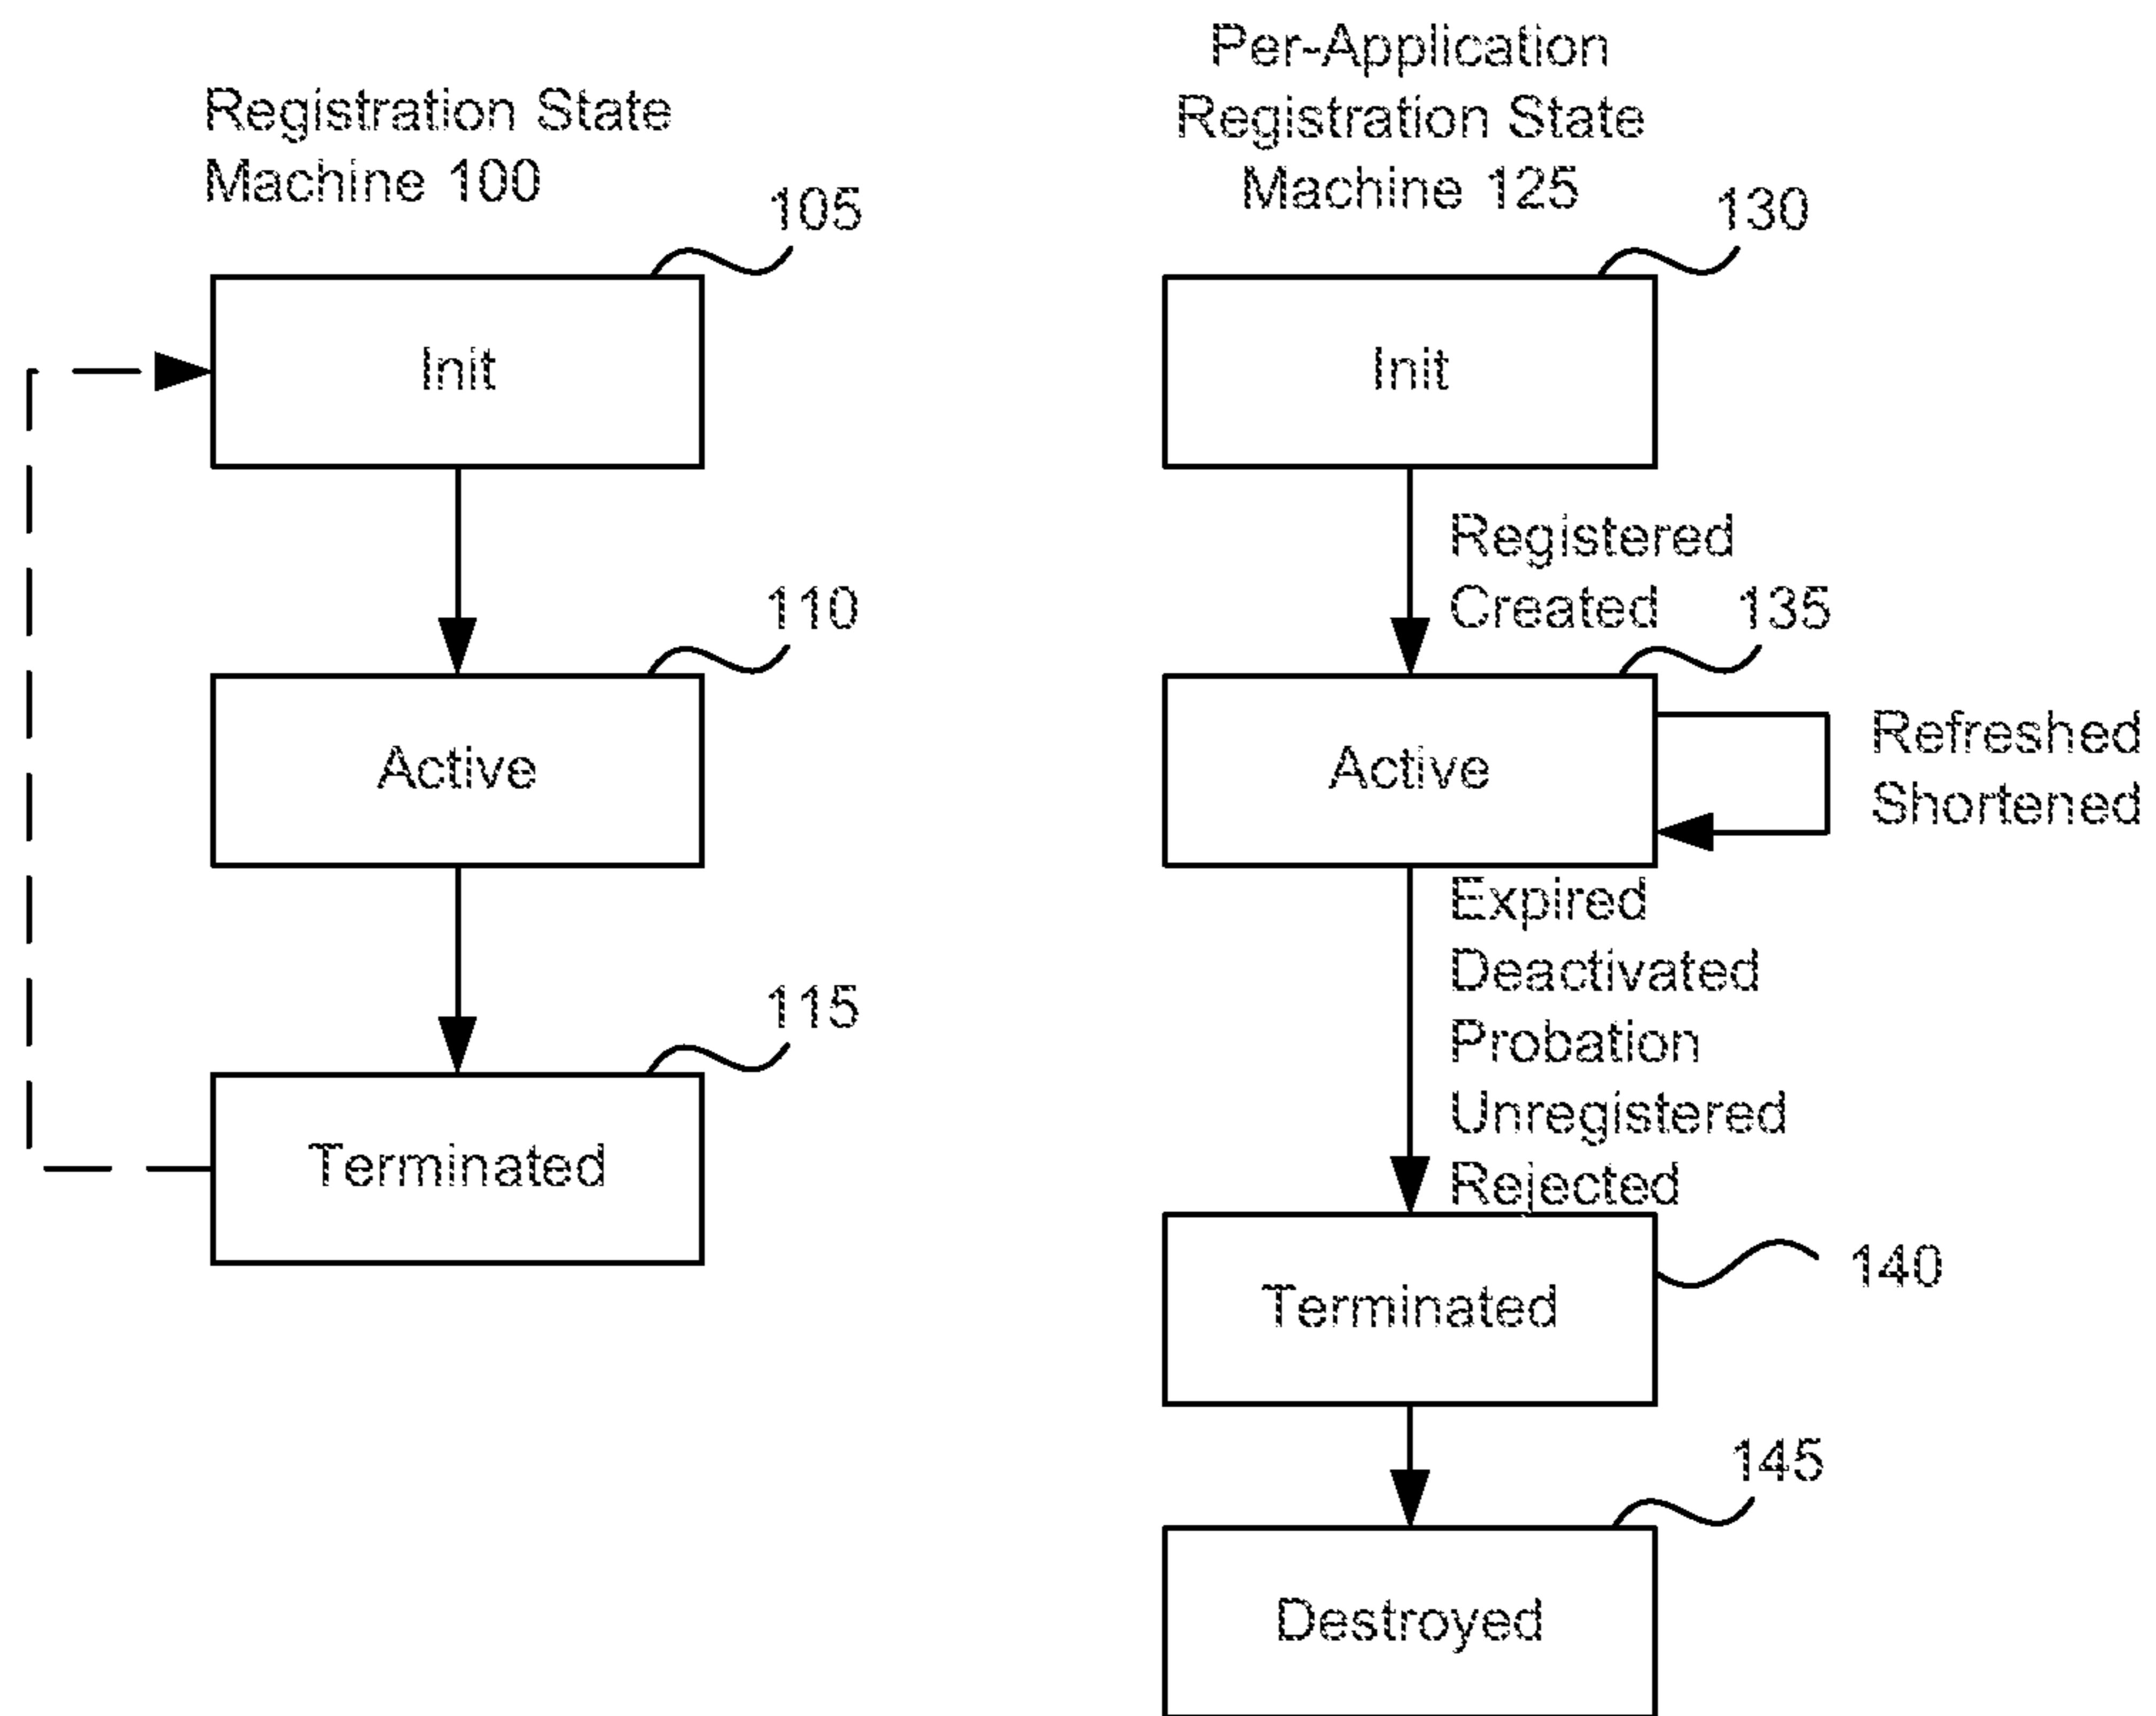 Registration State
Machine 100
105
Init
110
Active
115
Terminated
Per-Application
Registration State
Machine 125
130
Init
Registered
Created
135
Active
Refreshed
Shortened
Expired
Deactivated
Probation
Unregistered
Rejected
Terminated
140
145
Destroyed